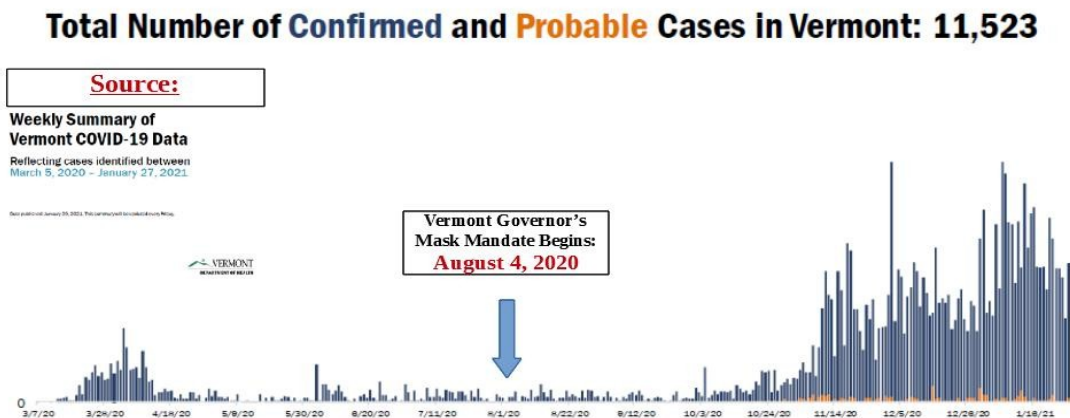 Total Number of Confirmed and Probable Cases in Vermont: 11,523
Source:
Weekly Summary of
Vermont COVID-19 Data
Reflecting cases identified between
March 5, 2020 – January 27, 2021
Vermont Governor's
Mask Mandate Begins:
August 4, 2020
VERMONT
DEPARTMENT OF HEALTH
0
3/7/20 3/28/20 4/18/20 5/9/20 5/30/20 6/20/20 7/11/20 8/1/20 8/22/20 9/12/20 10/3/20 10/24/20 11/14/20 12/5/20 12/26/20 1/16/21